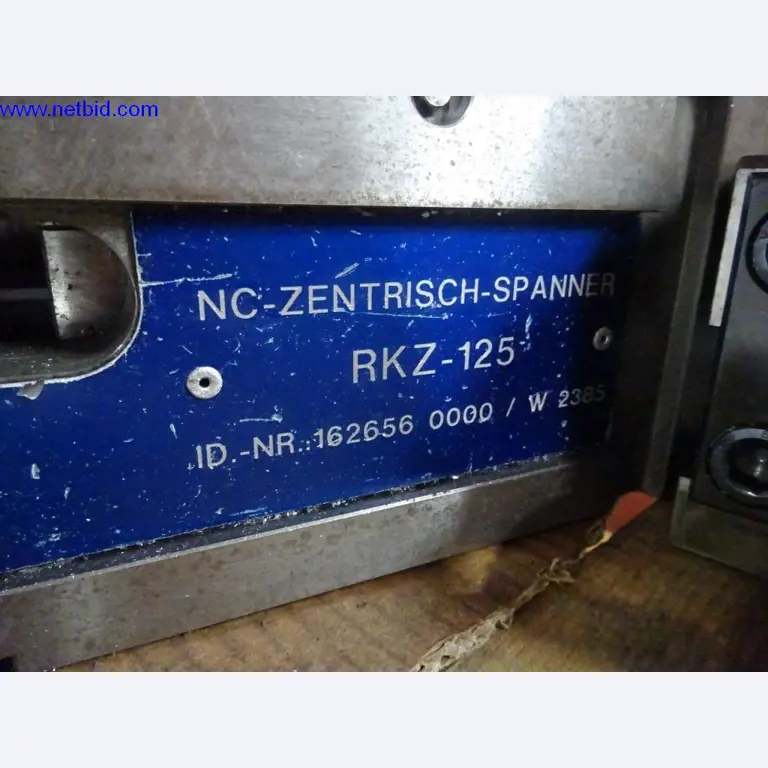 www.netbid.com
NC-ZENTRISCH-SPANNER
RKZ-125
ID.-NR.:162656 0000 / W 2385